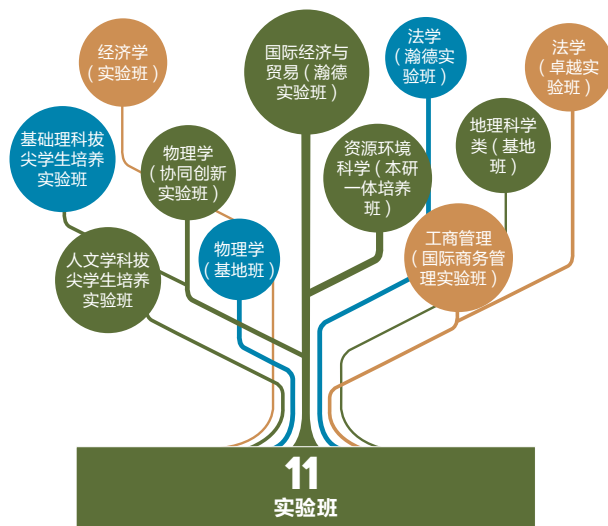 经济学
（实验班）
国际经济与
贸易（瀚德
实验班）
法学
（瀚德实
验班）
法学
（卓越实
验班）
基础理科拔
尖学生培养
实验班
物理学
（协同创新
实验班）
资源环境
科学（本研
一体培养
班）
地理科学
类（基地
班）
人文学科拔
尖学生培养
实验班
物理学
（基地班）
工商管理
（国际商务管
理实验班）
11
实验班